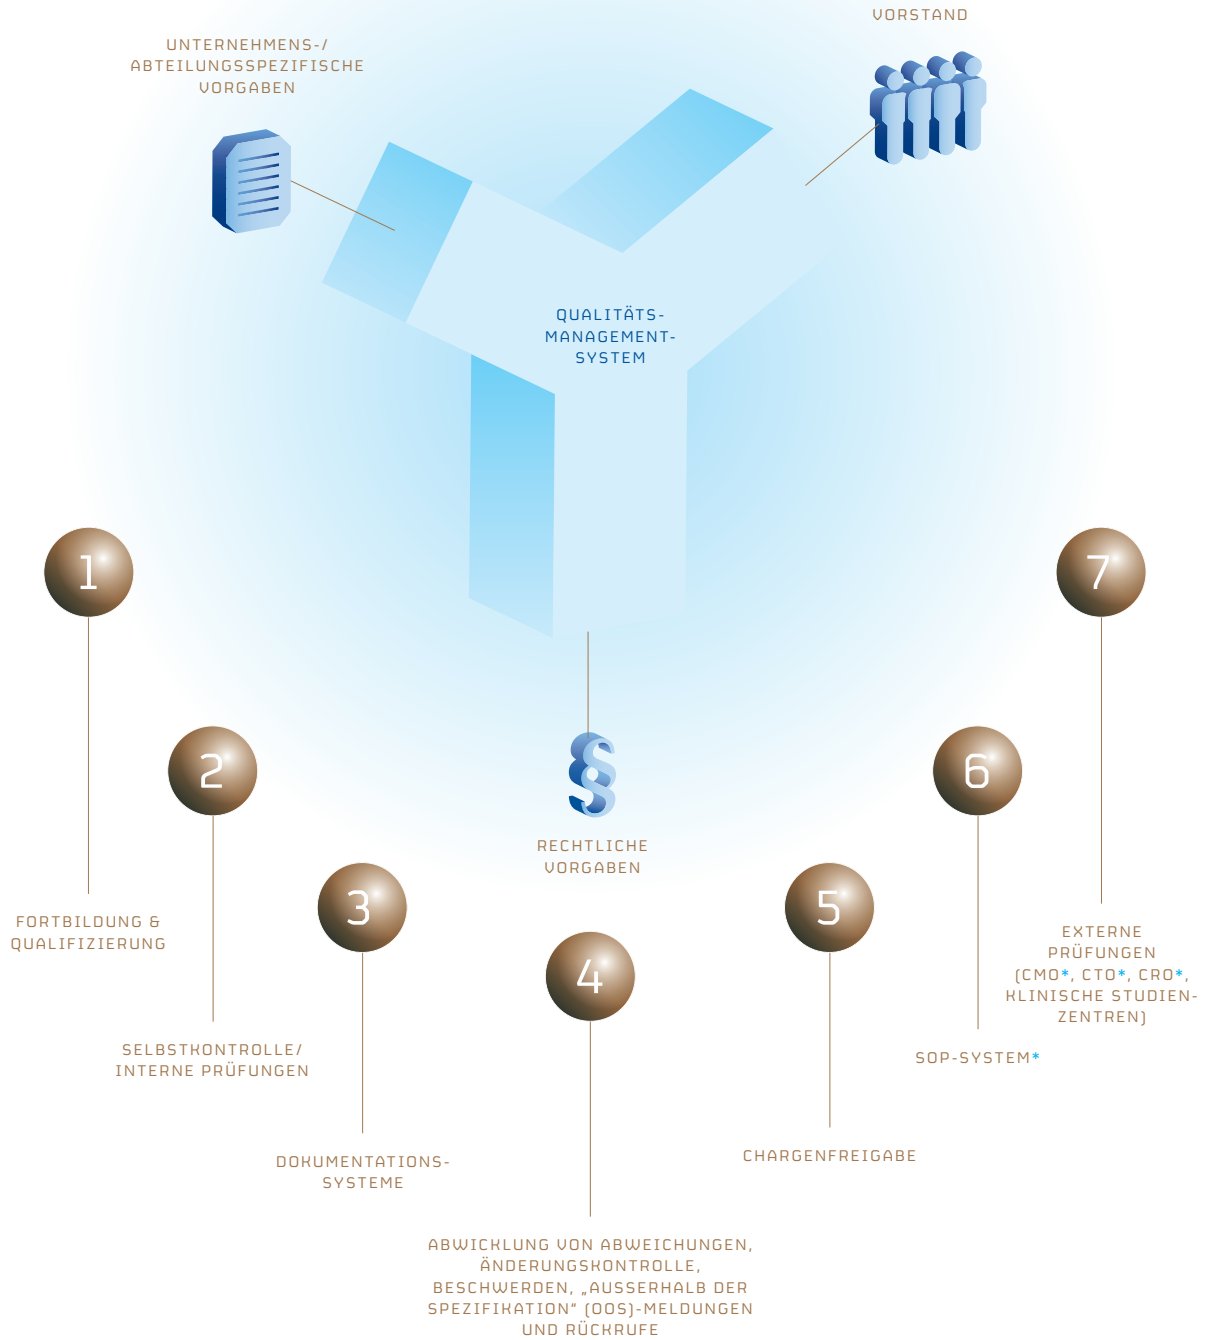 VORSTAND
UNTERNEHMENS-/
ABTEILUNGSSPEZIFISCHE
VORGABEN
QUALITÄTS-
MANAGEMENT-
SYSTEM
§
RECHTLICHE
VORGABEN
1
FORTBILDUNG &
QUALIFIZIERUNG
2
SELBSTKONTROLLE/
INTERNE PRÜFUNGEN
3
DOKUMENTATIONS-
SYSTEME
4
ABWICKLUNG VON ABWEICHUNGEN,
ÄNDERUNGSKONTROLLE,
BESCHWERDEN, „AUSSERHALB DER
SPEZIFIKATION“ (OOS)-MELDUNGEN
UND RÜCKRUFE
5
CHARGENFREIGABE
6
SOP-SYSTEM*
7
EXTERNE
PRÜFUNGEN
(CMO*, CTO*, CRO*,
KLINISCHE STUDIEN-
ZENTREN)